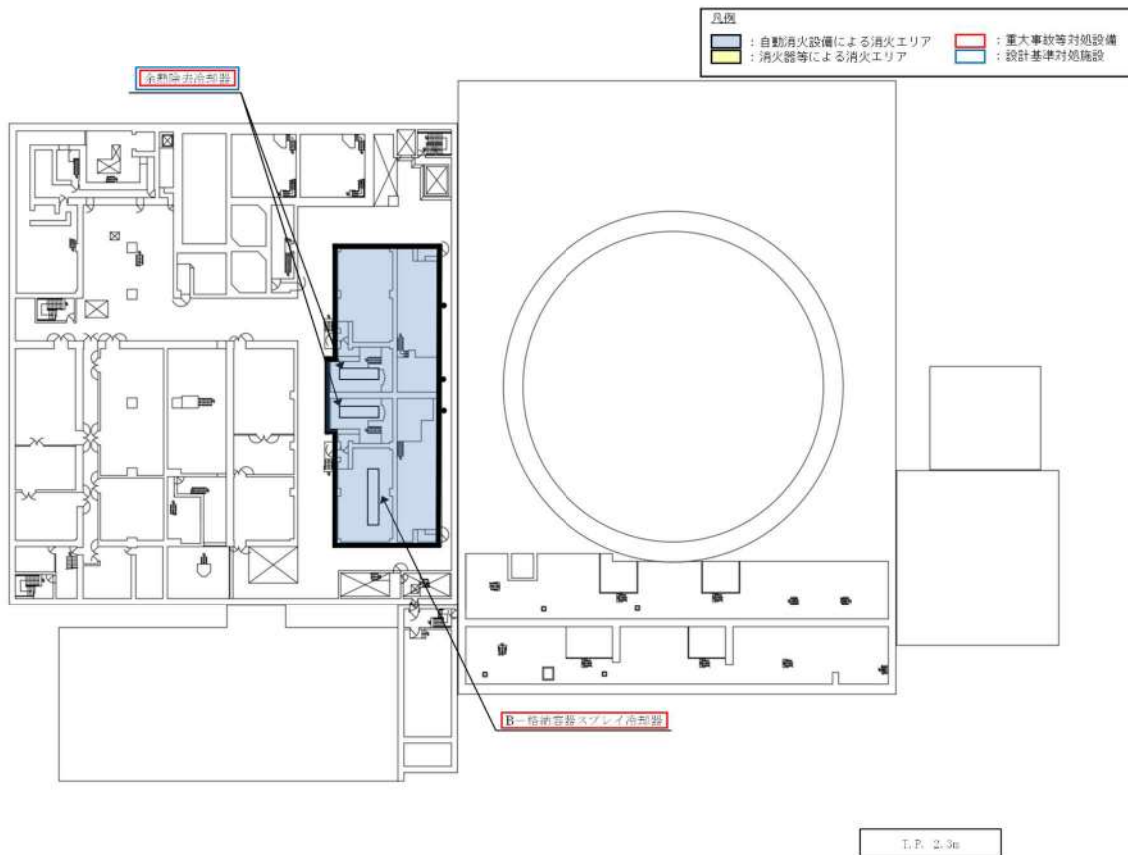 凡例
：自動消火設備による消火エリア
：重大事故等対処設備
：消火器等による消火エリア
：設計基準対処施設
余熱除去冷却器
B－格納容器スプレイ冷却器
T.P. 2.3m